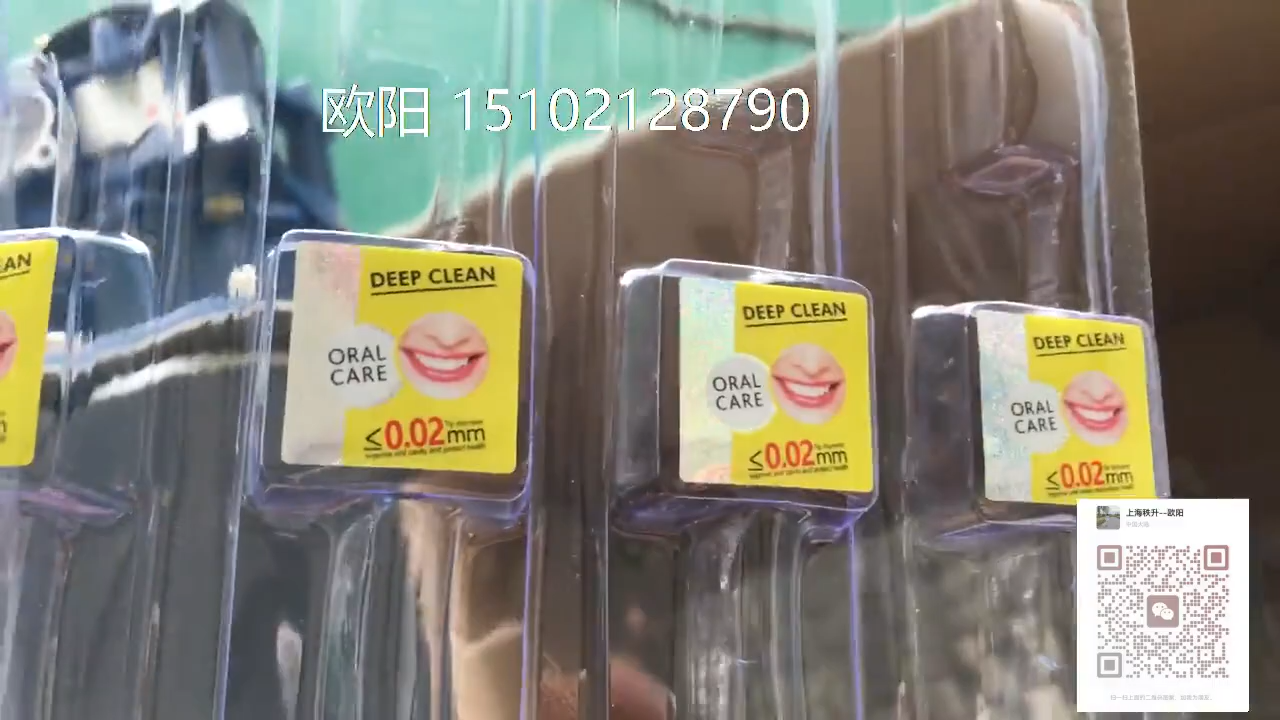 欧阳 15102128790
EAN
DEEP CLEAN
ORAL
CARE
≤0.02mm
DEEP CLEAN
ORAL
CARE
≤0.02mm
DEEP CLEAN
ORAL
CARE
≤0.02mm
上海秩升--欧阳